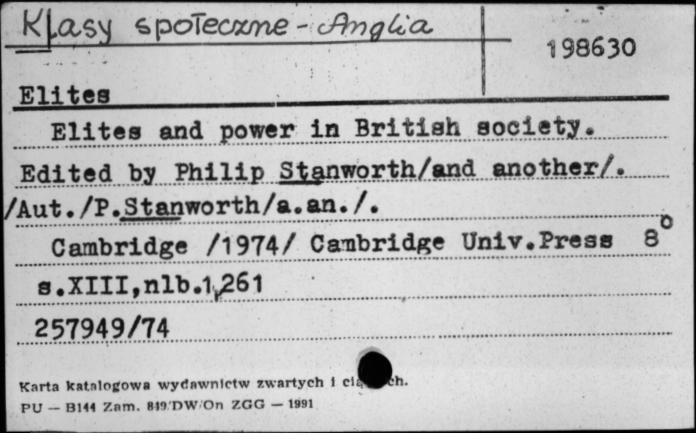 Klasy społeczne - Anglia
198630
Elites
Elites and power in British society.
Edited by Philip Stanworth/and another/.
/Aut./P.Stanworth/a.an./.
Cambridge /1974/ Cambridge Univ.Press 8°
s.XIII,nlb.1,261
257949/74
Karta katalogowa wydawnictw zwartych i
PU — B144 Zam. 849/DW/On ZGG — 1991